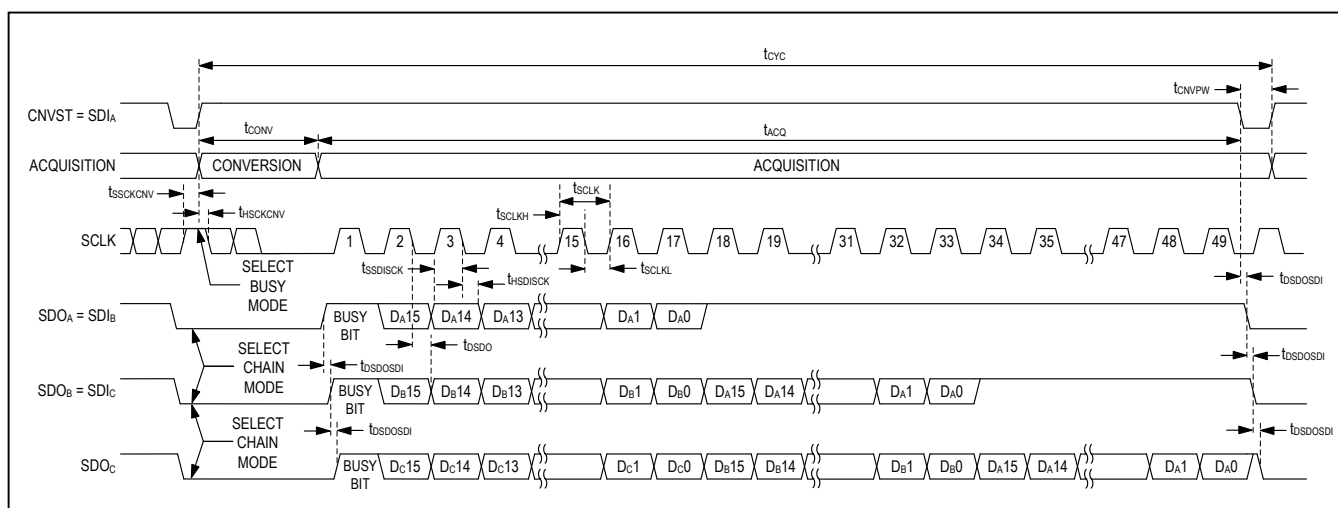 tCYC
tCNVPW
CNVST = SDIA
tCONV
tACQ
ACQUISITION
CONVERSION
ACQUISITION
tSSCKCNV
tHSCKCNV
tSCLK
tSCLKH
SCLK
1 2 3 4 15 16 17 18 19 31 32 33 34 35 47 48 49
tSSDISCK
tHSDISCK
tSCLKL
tDSDOSDI
SELECT
BUSY
MODE
SDOA = SDIB
BUSY
BIT
DA15 DA14 DA13 DA1 DA0
SELECT
CHAIN
MODE
tDSDOSDI
tDSDO
tDSDOSDI
SDOB = SDIC
BUSY
BIT
DB15 DB14 DB13 DB1 DB0 DA15 DA14 DA1 DA0
SELECT
CHAIN
MODE
tDSDOSDI
tDSDOSDI
SDOC
BUSY
BIT
DC15 DC14 DC13 DC1 DC0 DB15 DB14 DB1 DB0 DA15 DA14 DA1 DA0